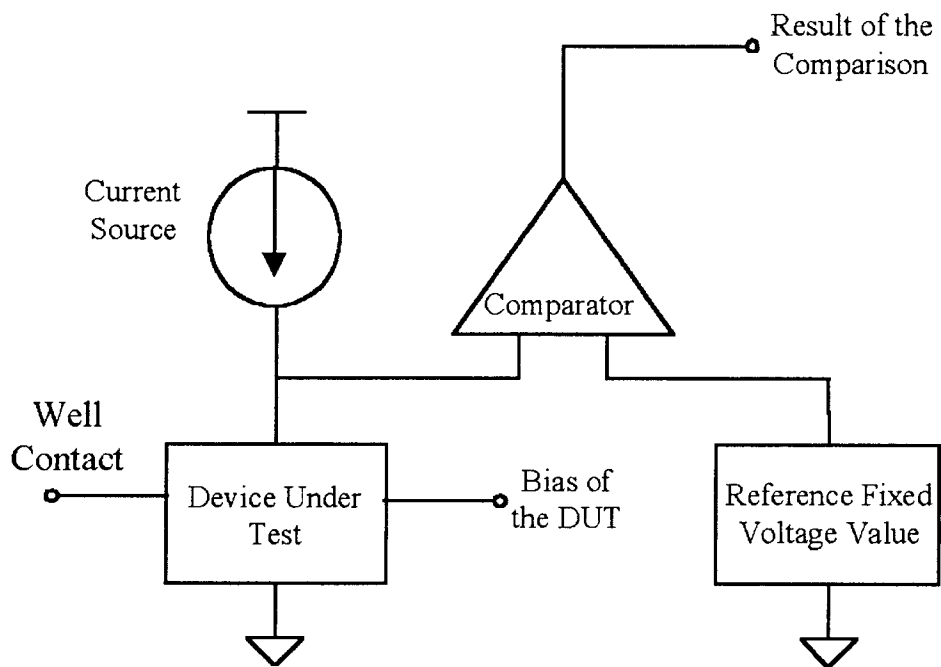 Result of the
Comparison
Current
Source
Comparator
Well
Contact
Device Under
Test
Bias of
the DUT
Reference Fixed
Voltage Value